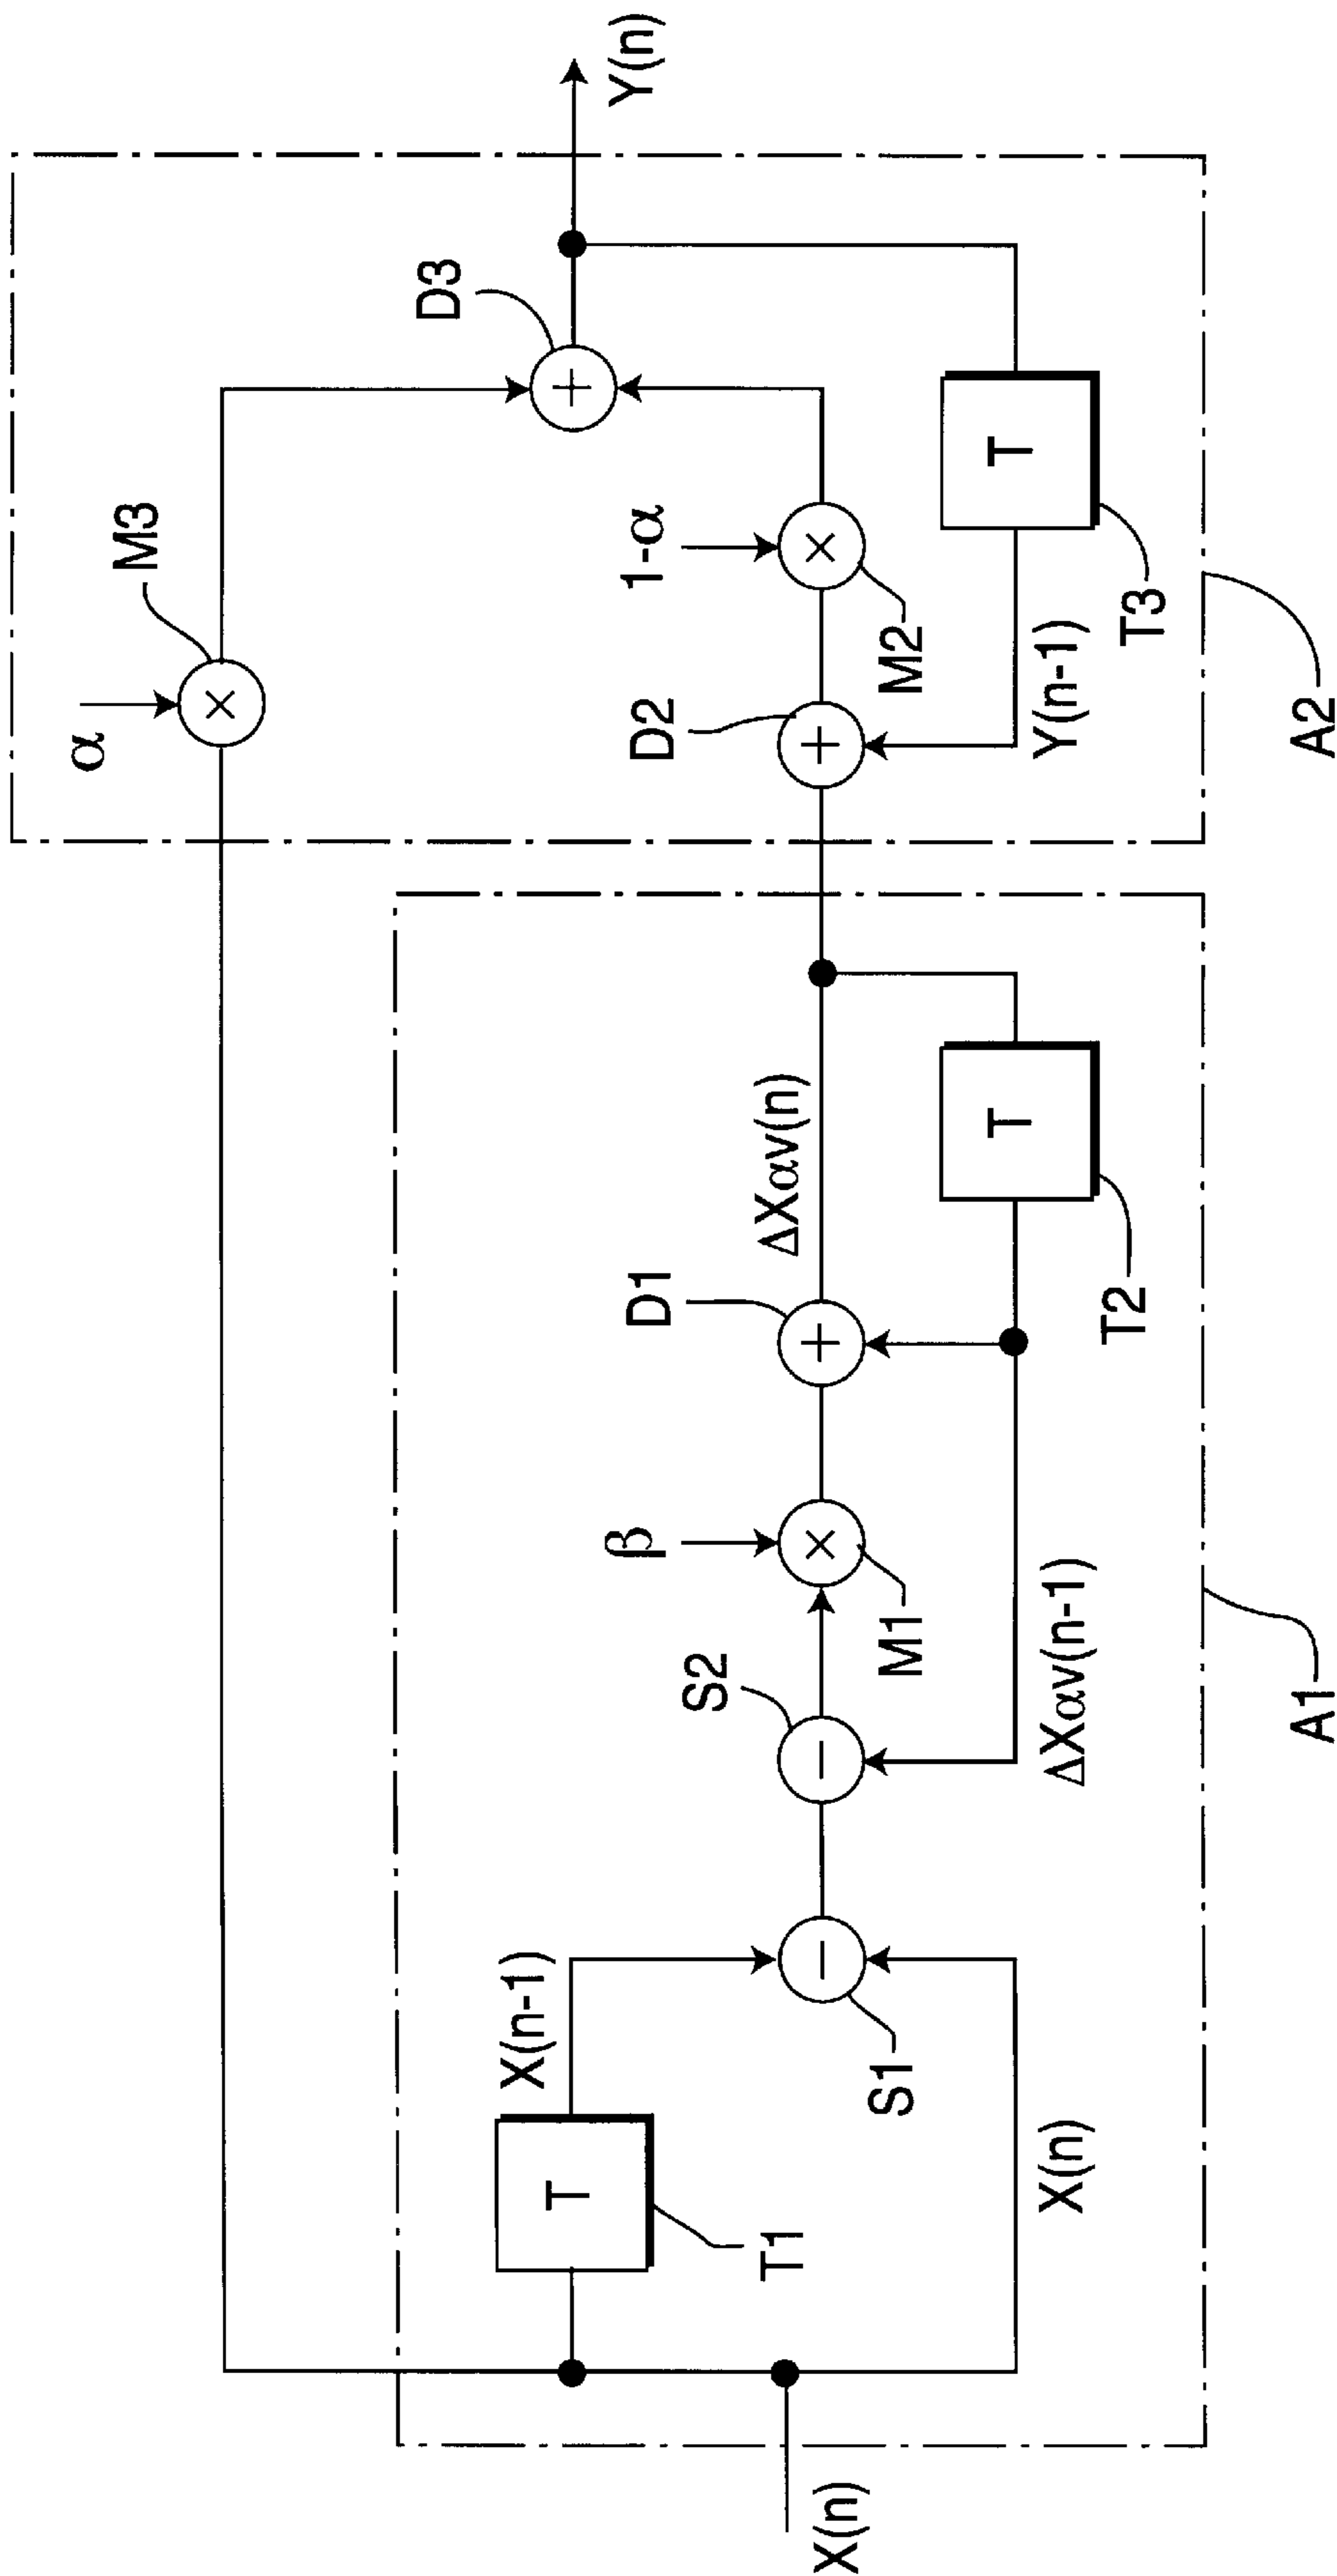 α
M3
D3
Y(n)
X(n-1)
T
T1
S1
S2
β
M1
D1
ΔXαv(n)
D2
1-α
M2
T
T2
T
T3
X(n)
X(n)
ΔXαv(n-1)
Y(n-1)
A1
A2
×
+
−
−
×
+
+
×